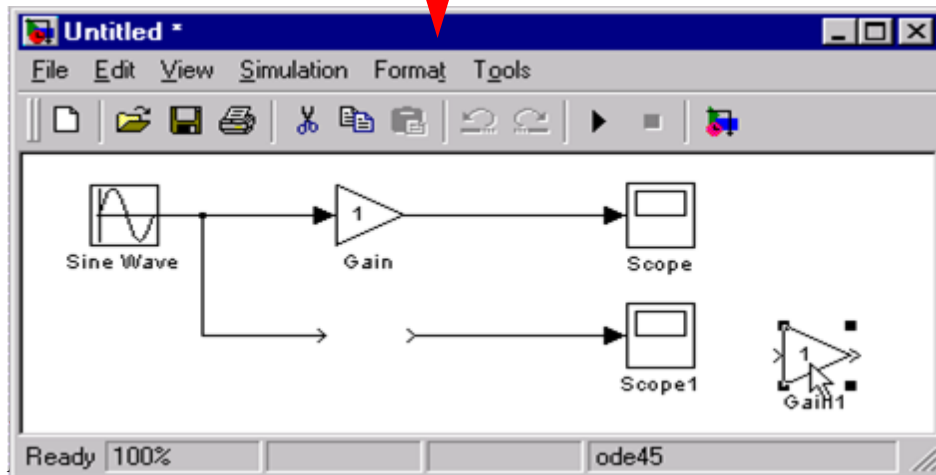 Untitled *
File Edit View Simulation Format Tools
1
Sine Wave Gain Scope
1
Scope1 Gain1
Ready 100% ode45